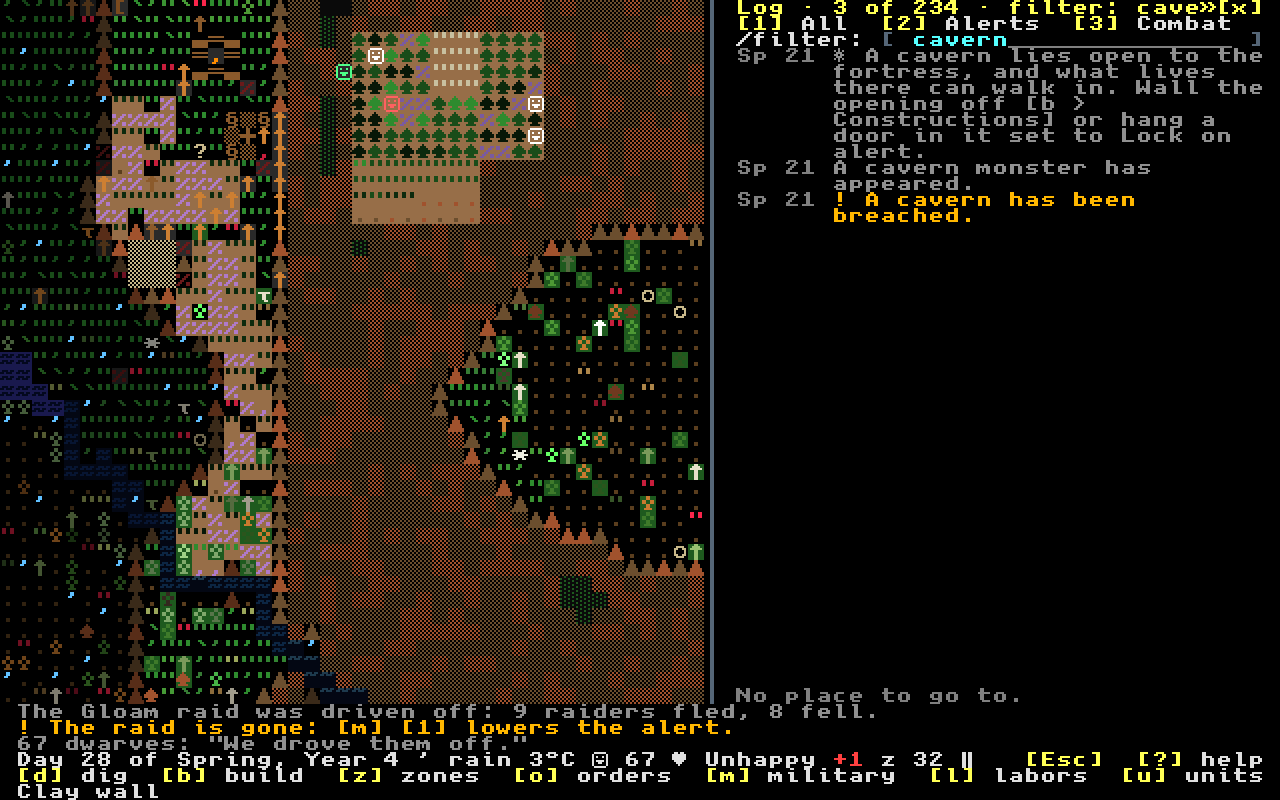 Log - 3 of 234 - filter: cave»[x]
[1] All [2] Alerts [3] Combat
/filter: [ cavern____________________ ]
Sp 21 * A cavern lies open to the
fortress, and what lives
there can walk in. Wall the
opening off [b >
Constructions] or hang a
door in it set to Lock on
alert.
Sp 21 A cavern monster has
appeared.
Sp 21 ! A cavern has been
breached.
No place to go to.
The Gloam raid was driven off: 9 raiders fled, 8 fell.
! The raid is gone: [m] [1] lowers the alert.
67 dwarves: "We drove them off."
Day 28 of Spring, Year 4 ' rain 3°C ☺ 67 ♥ Unhappy +1 z 32 [Esc] [?] help
[d] dig [b] build [z] zones [o] orders [m] military [l] labors [u] units
Clay wall